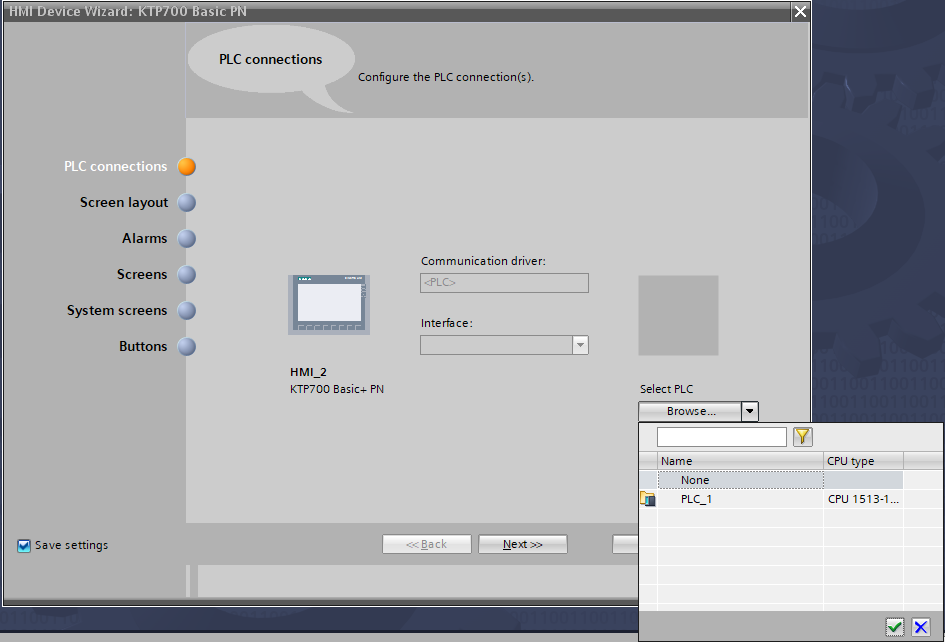 HMI Device Wizard: KTP700 Basic PN
PLC connections
Configure the PLC connection(s).
PLC connections
Screen layout
Alarms
Screens
System screens
Buttons
Communication driver:
<PLC>
Interface:
HMI_2
KTP700 Basic+ PN
Select PLC
Browse...
Name CPU type
None
PLC_1 CPU 1513-1...
Save settings
<<Back Next >>